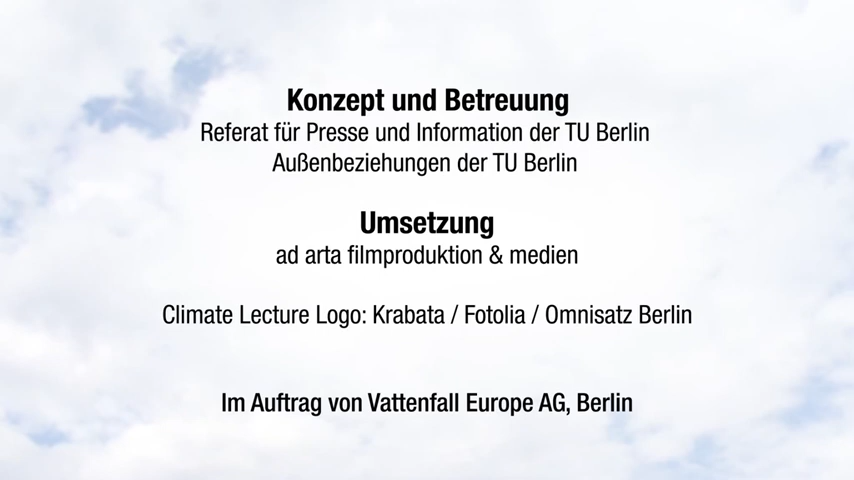 Konzept und Betreuung
Referat für Presse und Information der TU Berlin
Außenbeziehungen der TU Berlin
Umsetzung
ad arta filmproduktion & medien
Climate Lecture Logo: Krabata / Fotolia / Omnisatz Berlin
Im Auftrag von Vattenfall Europe AG, Berlin